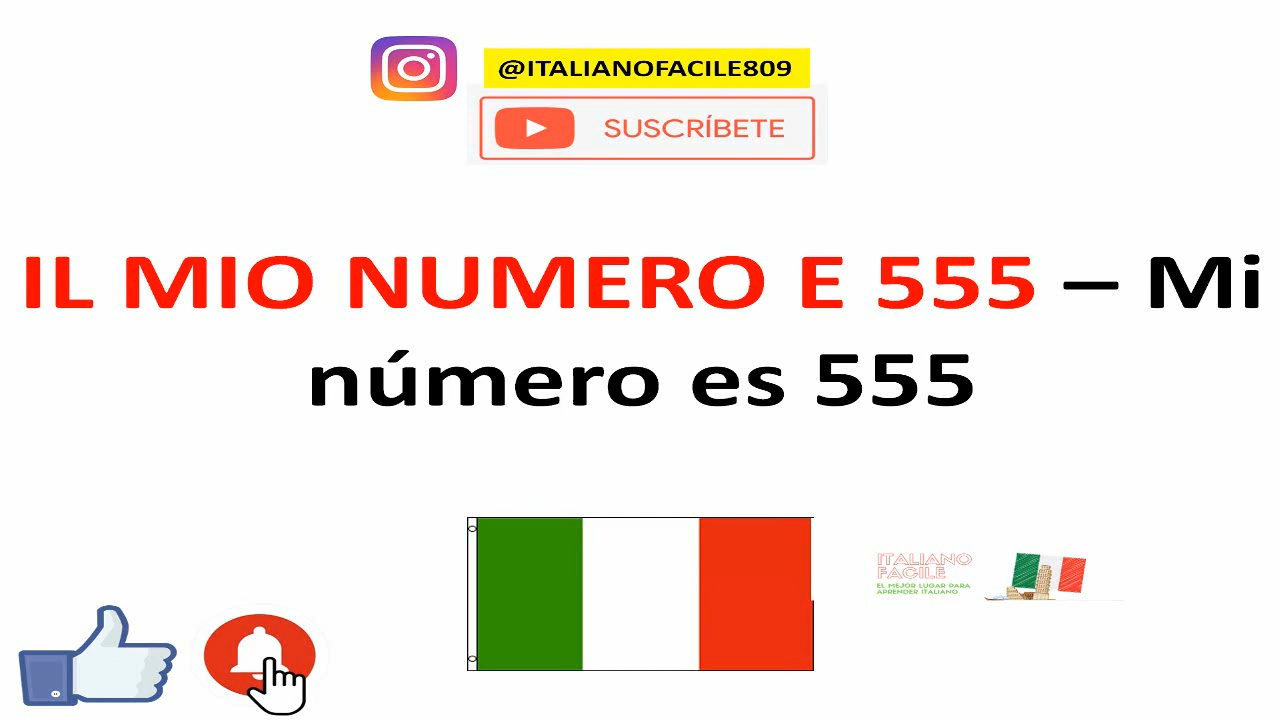 @ITALIANOFACILE809
SUSCRÍBETE
IL MIO NUMERO E 555 – Mi
número es 555
ITALIANO
FACILE
EL MEJOR LUGAR PARA
APRENDER ITALIANO